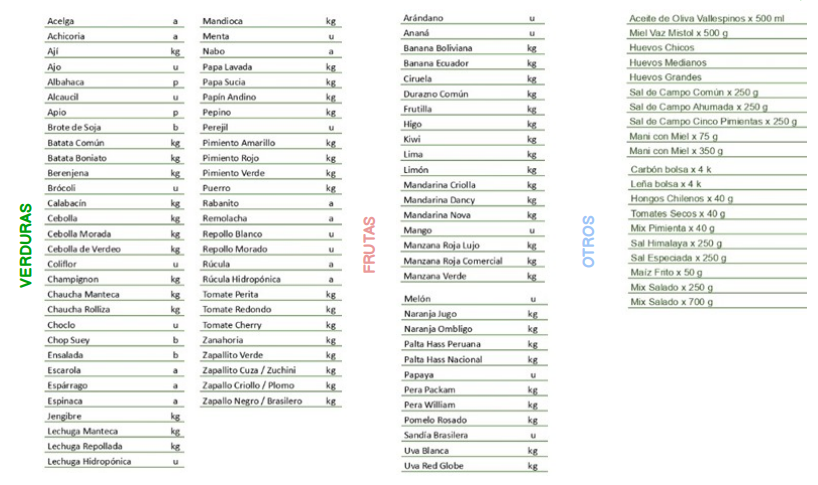 VERDURAS
Acelga a
Achicoria a
Ají kg
Ajo u
Albahaca p
Alcaucil u
Apio p
Brote de Soja b
Batata Común kg
Batata Boniato kg
Berenjena kg
Brócoli u
Calabacín kg
Cebolla kg
Cebolla Morada kg
Cebolla de Verdeo kg
Coliflor u
Champignon kg
Chaucha Manteca kg
Chaucha Rolliza kg
Choclo u
Chop Suey b
Ensalada b
Escarola a
Espárrago a
Espinaca a
Jengibre kg
Lechuga Manteca kg
Lechuga Repollada kg
Lechuga Hidropónica u
Mandioca kg
Menta u
Nabo a
Papa Lavada kg
Papa Sucia kg
Papín Andino kg
Pepino kg
Perejil u
Pimiento Amarillo kg
Pimiento Rojo kg
Pimiento Verde kg
Puerro kg
Rabanito a
Remolacha a
Repollo Blanco u
Repollo Morado u
Rúcula a
Rúcula Hidropónica a
Tomate Perita kg
Tomate Redondo kg
Tomate Cherry kg
Zanahoria kg
Zapallito Verde kg
Zapallito Cuza / Zuchini kg
Zapallo Criollo / Plomo kg
Zapallo Negro / Brasilero kg
FRUTAS
Arándano u
Ananá u
Banana Boliviana kg
Banana Ecuador kg
Ciruela kg
Durazno Común kg
Frutilla kg
Higo kg
Kiwi kg
Lima kg
Limón kg
Mandarina Criolla kg
Mandarina Dancy kg
Mandarina Nova kg
Mango u
Manzana Roja Lujo kg
Manzana Roja Comercial kg
Manzana Verde kg
Melón u
Naranja Jugo kg
Naranja Ombligo kg
Palta Hass Peruana kg
Palta Hass Nacional kg
Papaya u
Pera Packam kg
Pera William kg
Pomelo Rosado kg
Sandía Brasilera u
Uva Blanca kg
Uva Red Globe kg
OTROS
Aceite de Oliva Vallespinos x 500 ml
Miel Vaz Mistol x 500 g
Huevos Chicos
Huevos Medianos
Huevos Grandes
Sal de Campo Común x 250 g
Sal de Campo Ahumada x 250 g
Sal de Campo Cinco Pimientas x 250 g
Mani con Miel x 75 g
Mani con Miel x 350 g
Carbón bolsa x 4 k
Leña bolsa x 4 k
Hongos Chilenos x 40 g
Tomates Secos x 40 g
Mix Pimienta x 40 g
Sal Himalaya x 250 g
Sal Especiada x 250 g
Maíz Frito x 50 g
Mix Salado x 250 g
Mix Salado x 700 g